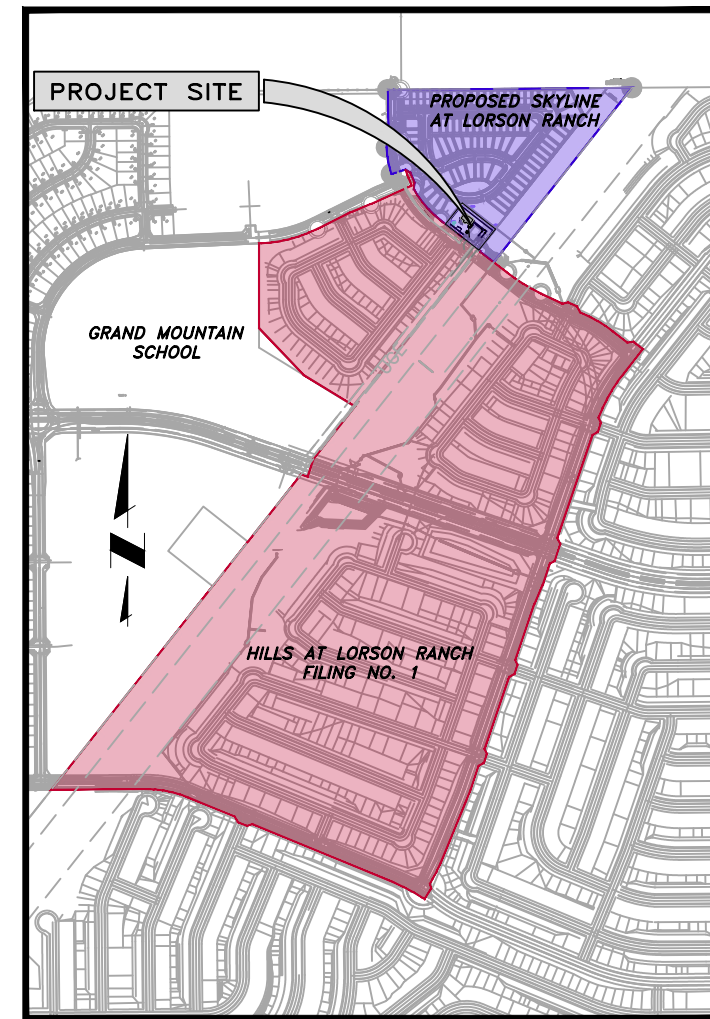 PROJECT SITE
PROPOSED SKYLINE
AT LORSON RANCH
GRAND MOUNTAIN
SCHOOL
HILLS AT LORSON RANCH
FILING NO. 1